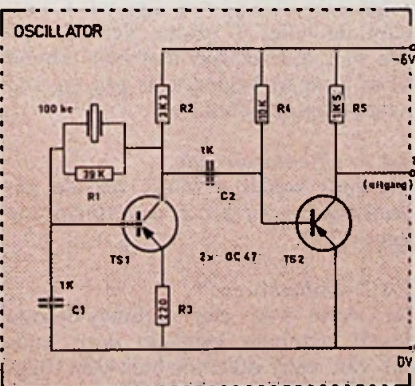 OSCILLATOR
-6V
100 kc
R2
3K3
R4
10K
1K5
R5
39K
R1
1K
C2
(uitgang)
TS1
2x OC 47
TS2
1K
C1
220
R3
0V